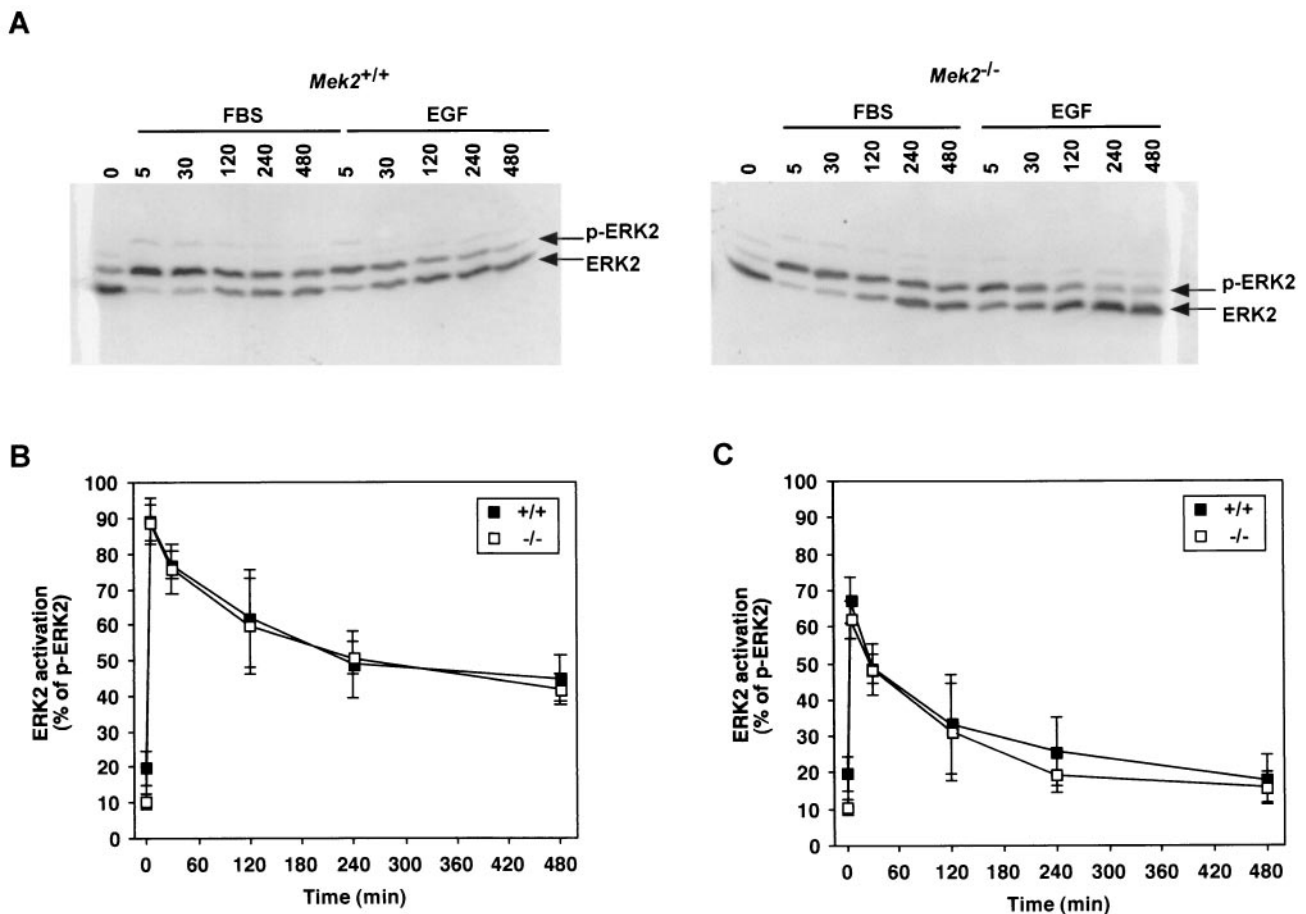 A
Mek2+/+
FBS EGF
0 5 30 120 240 480 5 30 120 240 480
p-ERK2
ERK2
Mek2-/-
FBS EGF
0 5 30 120 240 480 5 30 120 240 480
p-ERK2
ERK2
B
ERK2 activation
(% of p-ERK2)
100
90
80
70
60
50
40
30
20
10
0
+/+
-/-
0 60 120 240 300 360 420 480
Time (min)
C
ERK2 activation
(% of p-ERK2)
100
90
80
70
60
50
40
30
20
10
0
+/+
-/-
0 60 120 240 300 360 420 480
Time (min)